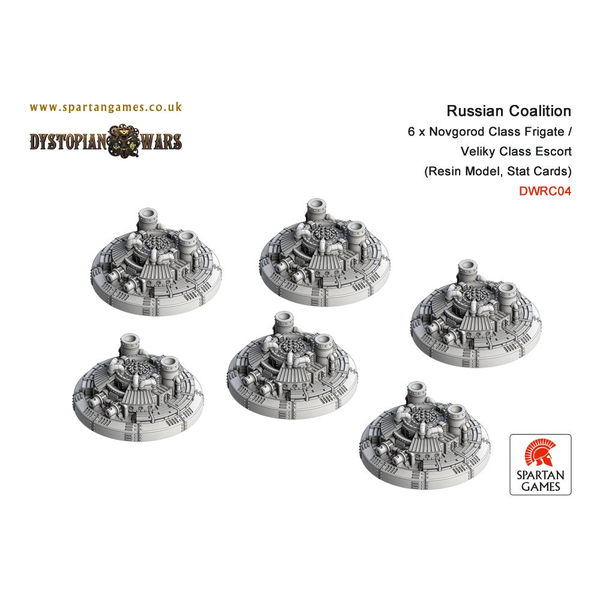 www.spartangames.co.uk
DYSTOPIAN WARS
Russian Coalition
6 x Novgorod Class Frigate /
Veliky Class Escort
(Resin Model, Stat Cards)
DWRC04
SPARTAN
GAMES